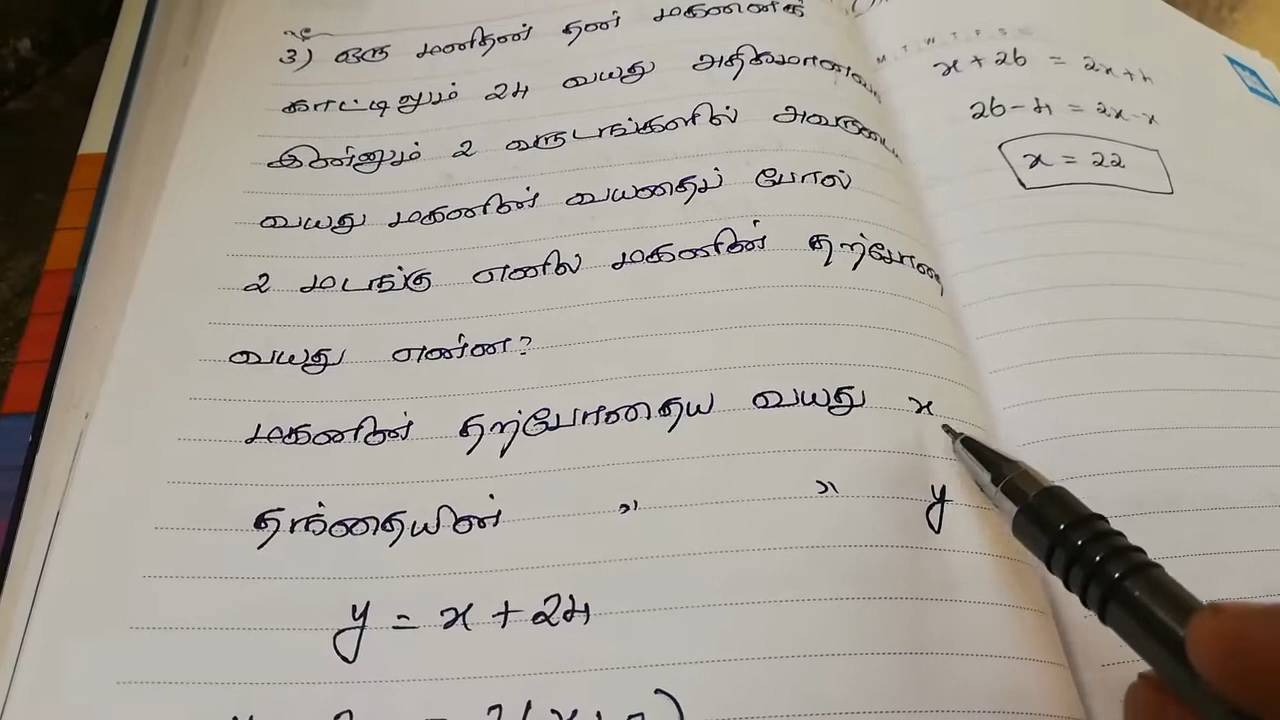 3) ஒரு மனிதன் தன் மகனைக்
காட்டிலும் 24 வயது அதிகமானவ
இன்னும் 2 வருடங்களில் அவருடைய
வயது மகனின் வயதைப் போல்
2 மடங்கு எனில் மகனின் தற்போதை
வயது என்ன?
மகனின் தற்போதைய வயது x
தந்தையின் " " y
y = x + 24
x + 26 = 2x + 4
26 - 4 = 2x - x
x = 22